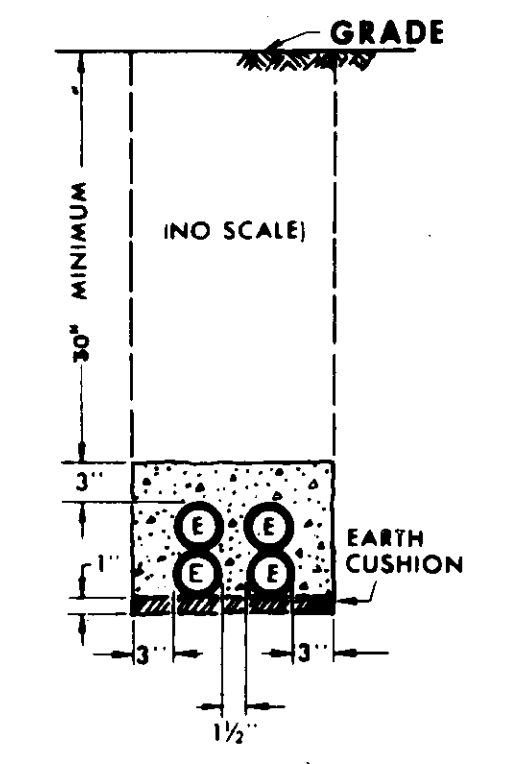 GRADE
(NO SCALE)
30" MINIMUM
3"
E E
EARTH
CUSHION
1"
E E
3" 3"
1½"